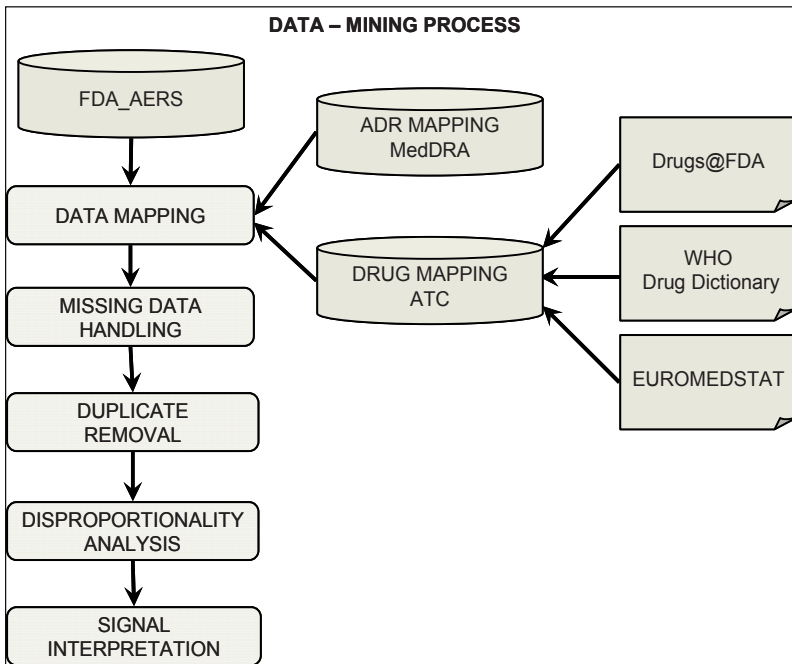 DATA – MINING PROCESS
FDA_AERS
ADR MAPPING
MedDRA
Drugs@FDA
DATA MAPPING
DRUG MAPPING
ATC
WHO
Drug Dictionary
MISSING DATA
HANDLING
EUROMEDSTAT
DUPLICATE
REMOVAL
DISPROPORTIONALITY
ANALYSIS
SIGNAL
INTERPRETATION